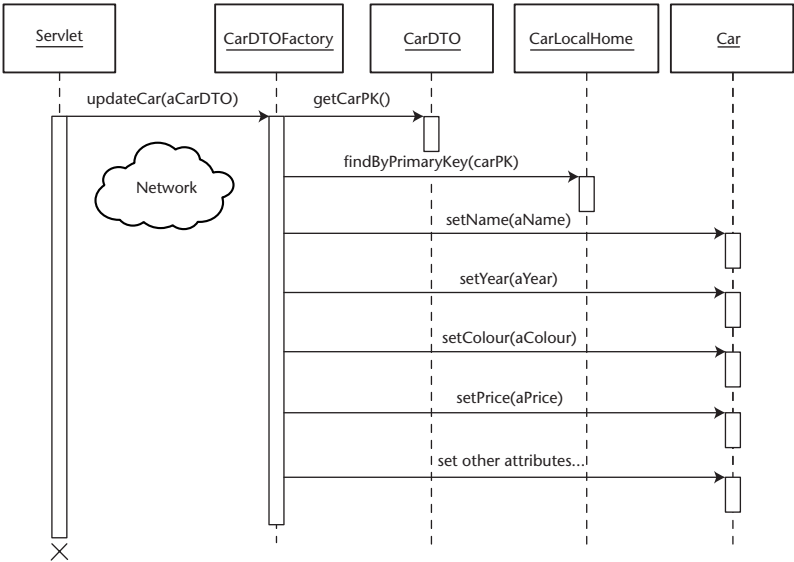 Servlet
CarDTOFactory
CarDTO
CarLocalHome
Car
updateCar(aCarDTO)
getCarPK()
Network
findByPrimaryKey(carPK)
setName(aName)
setYear(aYear)
setColour(aColour)
setPrice(aPrice)
set other attributes...